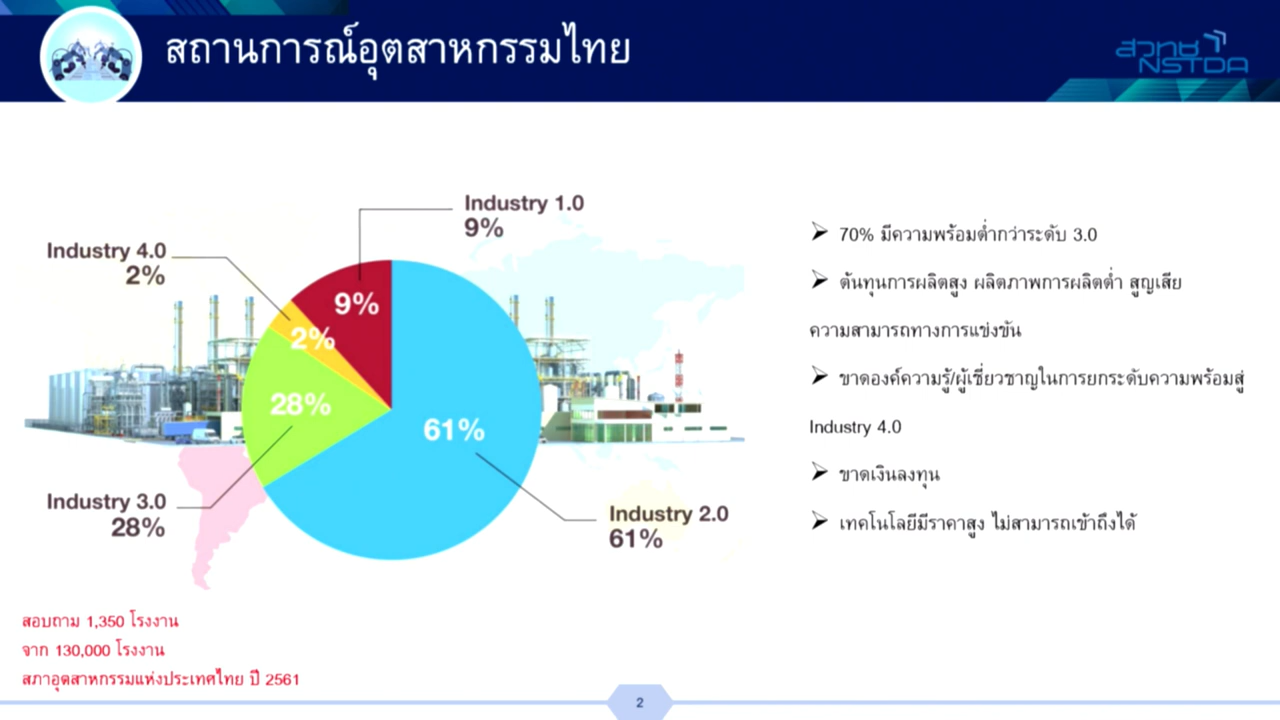 สถานการณ์อุตสาหกรรมไทย
สวทช
NSTDA
Industry 1.0
9%
Industry 4.0
2%
9%
2%
28%
61%
Industry 3.0
28%
Industry 2.0
61%
➢ 70% มีความพร้อมต่ำกว่าระดับ 3.0
➢ ต้นทุนการผลิตสูง ผลิตภาพการผลิตต่ำ สูญเสีย
ความสามารถทางการแข่งขัน
➢ ขาดองค์ความรู้/ผู้เชี่ยวชาญในการยกระดับความพร้อมสู่
Industry 4.0
➢ ขาดเงินลงทุน
➢ เทคโนโลยีมีราคาสูง ไม่สามารถเข้าถึงได้
สอบถาม 1,350 โรงงาน
จาก 130,000 โรงงาน
สภาอุตสาหกรรมแห่งประเทศไทย ปี 2561
2